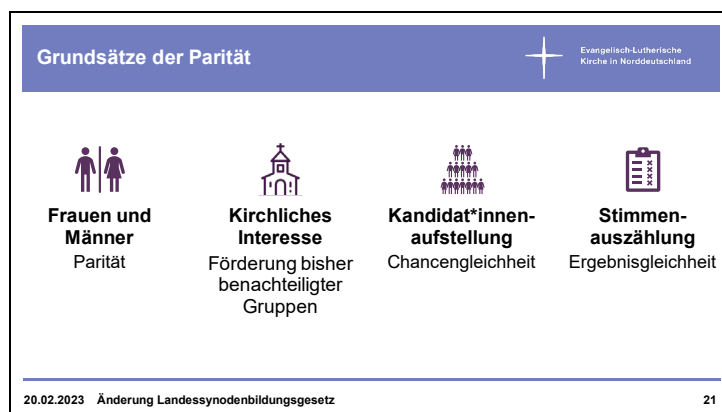 Grundsätze der Parität
Evangelisch-Lutherische
Kirche in Norddeutschland
Frauen und
Männer
Parität
Kirchliches
Interesse
Förderung bisher
benachteiligter
Gruppen
Kandidat*innen-
aufstellung
Chancengleichheit
Stimmen-
auszählung
Ergebnisgleichheit
20.02.2023 Änderung Landessynodenbildungsgesetz 21